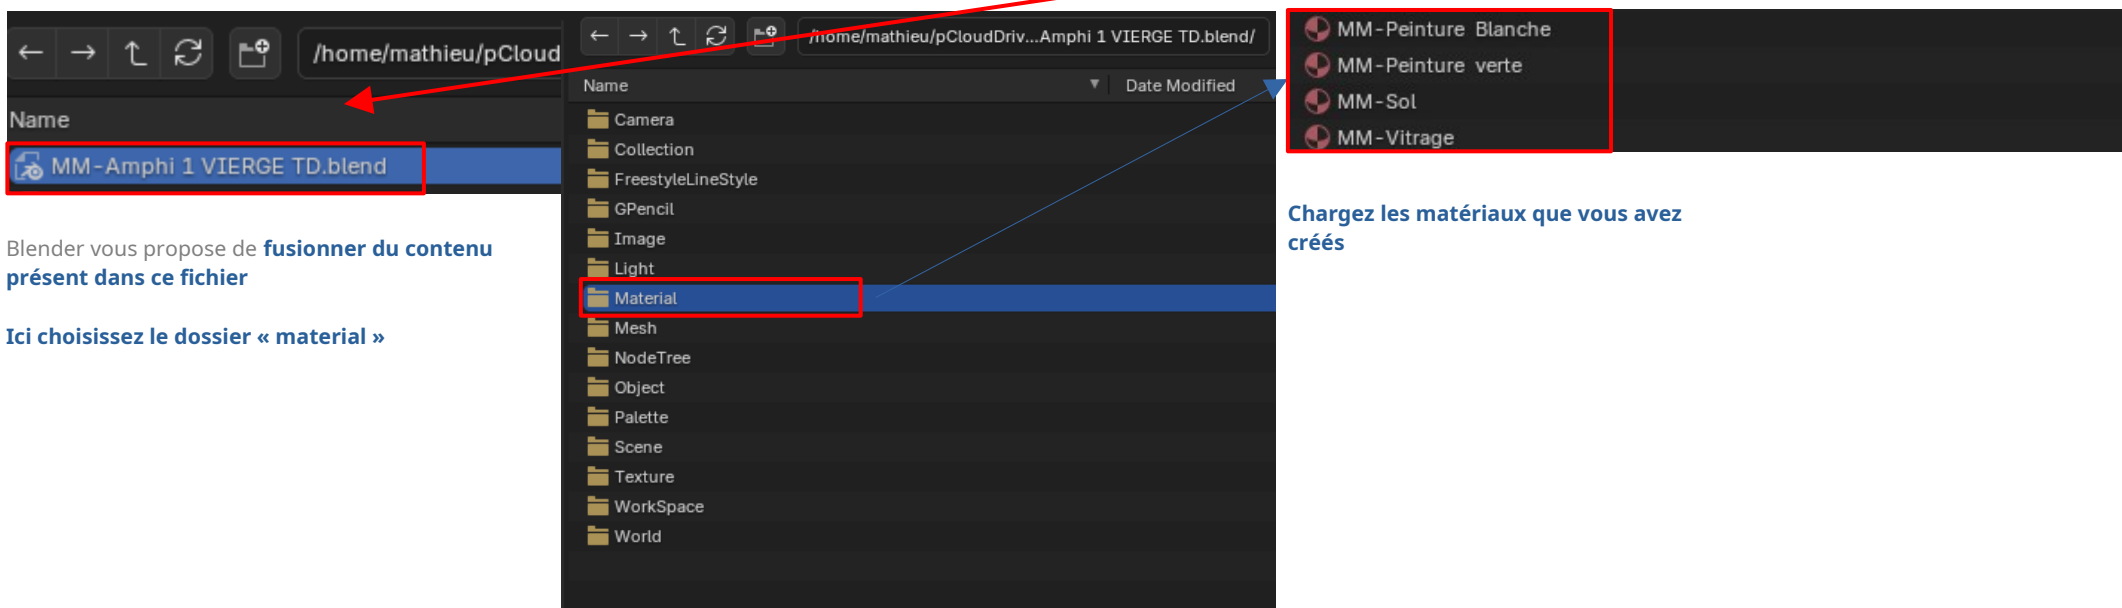 /home/mathieu/pCloud
Name
MM-Amphi 1 VIERGE TD.blend
Blender vous propose de fusionner du contenu
présent dans ce fichier
Ici choisissez le dossier « material »
/home/mathieu/pCloudDriv...Amphi 1 VIERGE TD.blend/
Name Date Modified
Camera
Collection
FreestyleLineStyle
GPencil
Image
Light
Material
Mesh
NodeTree
Object
Palette
Scene
Texture
WorkSpace
World
MM-Peinture Blanche
MM-Peinture verte
MM-Sol
MM-Vitrage
Chargez les matériaux que vous avez
créés